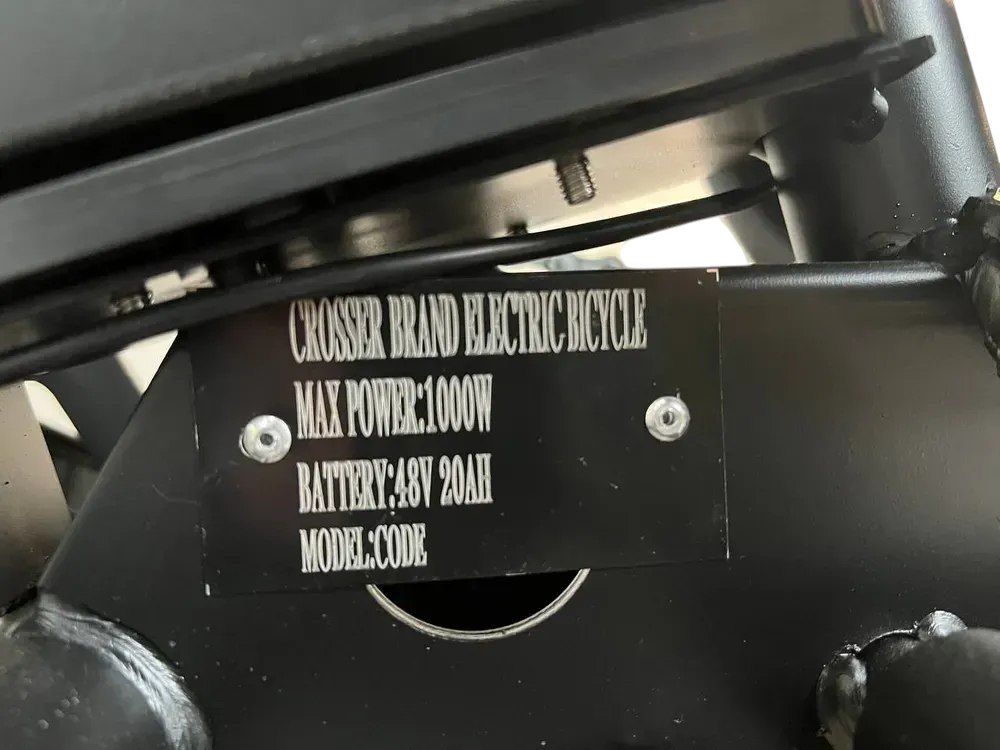 CROSSER BRAND ELECTRIC BICYCLE
MAX POWER:1000W
BATTERY:48V 20AH
MODEL:CODE